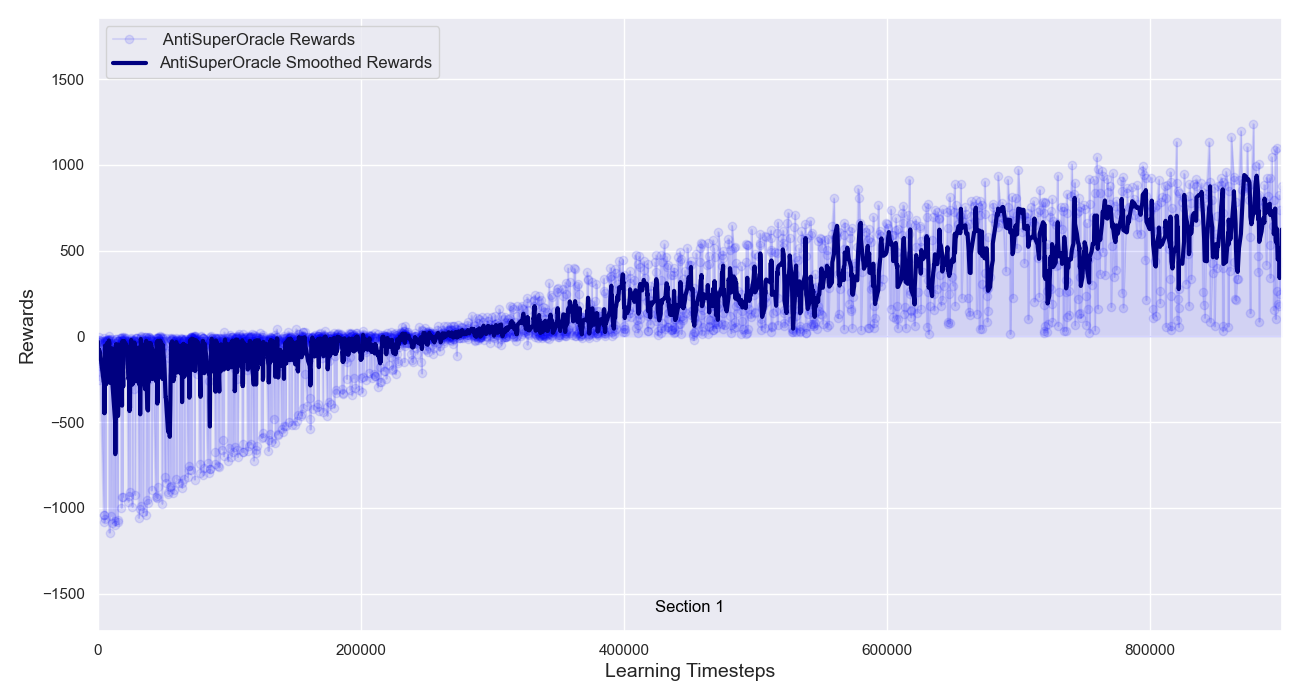 AntiSuperOracle Rewards
AntiSuperOracle Smoothed Rewards
1500
1000
500
0
−500
−1000
−1500
Rewards
Section 1
0 200000 400000 600000 800000
Learning Timesteps